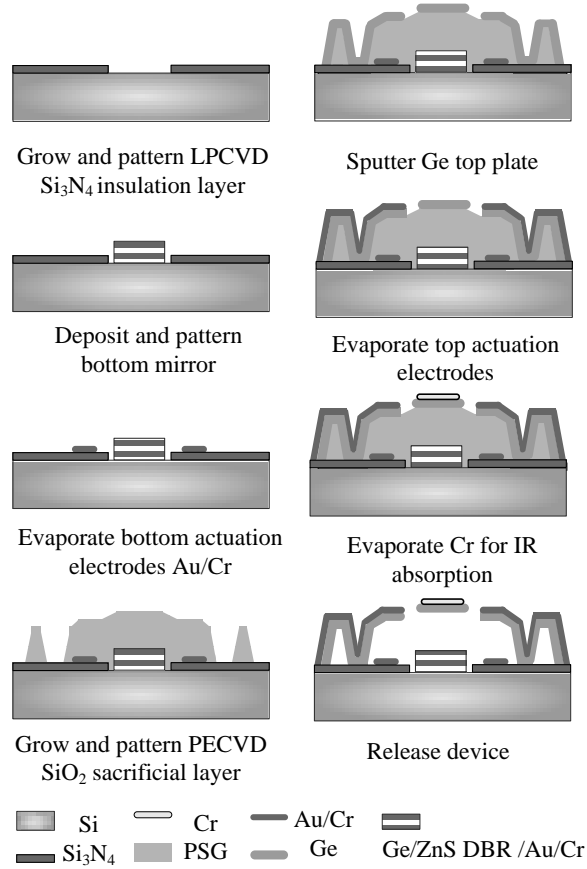 Grow and pattern LPCVD
Si₃N₄ insulation layer
Deposit and pattern
bottom mirror
Evaporate bottom actuation
electrodes Au/Cr
Grow and pattern PECVD
SiO₂ sacrificial layer
Sputter Ge top plate
Evaporate top actuation
electrodes
Evaporate Cr for IR
absorption
Release device
Si
Cr
Au/Cr
Si₃N₄
PSG
Ge
Ge/ZnS DBR /Au/Cr